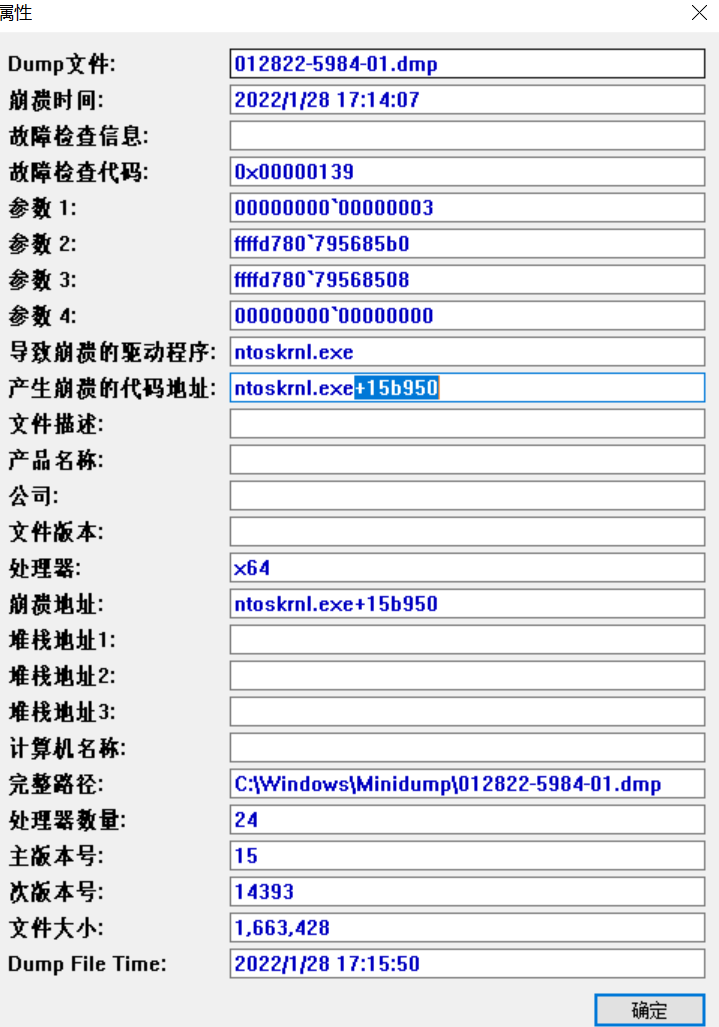 属性
Dump文件: 012822-5984-01.dmp
崩溃时间: 2022/1/28 17:14:07
故障检查信息:
故障检查代码: 0x00000139
参数 1: 00000000`00000003
参数 2: ffffd780`795685b0
参数 3: ffffd780`79568508
参数 4: 00000000`00000000
导致崩溃的驱动程序: ntoskrnl.exe
产生崩溃的代码地址: ntoskrnl.exe+15b950
文件描述:
产品名称:
公司:
文件版本:
处理器: x64
崩溃地址: ntoskrnl.exe+15b950
堆栈地址1:
堆栈地址2:
堆栈地址3:
计算机名称:
完整路径: C:\Windows\Minidump\012822-5984-01.dmp
处理器数量: 24
主版本号: 15
次版本号: 14393
文件大小: 1,663,428
Dump File Time: 2022/1/28 17:15:50
确定